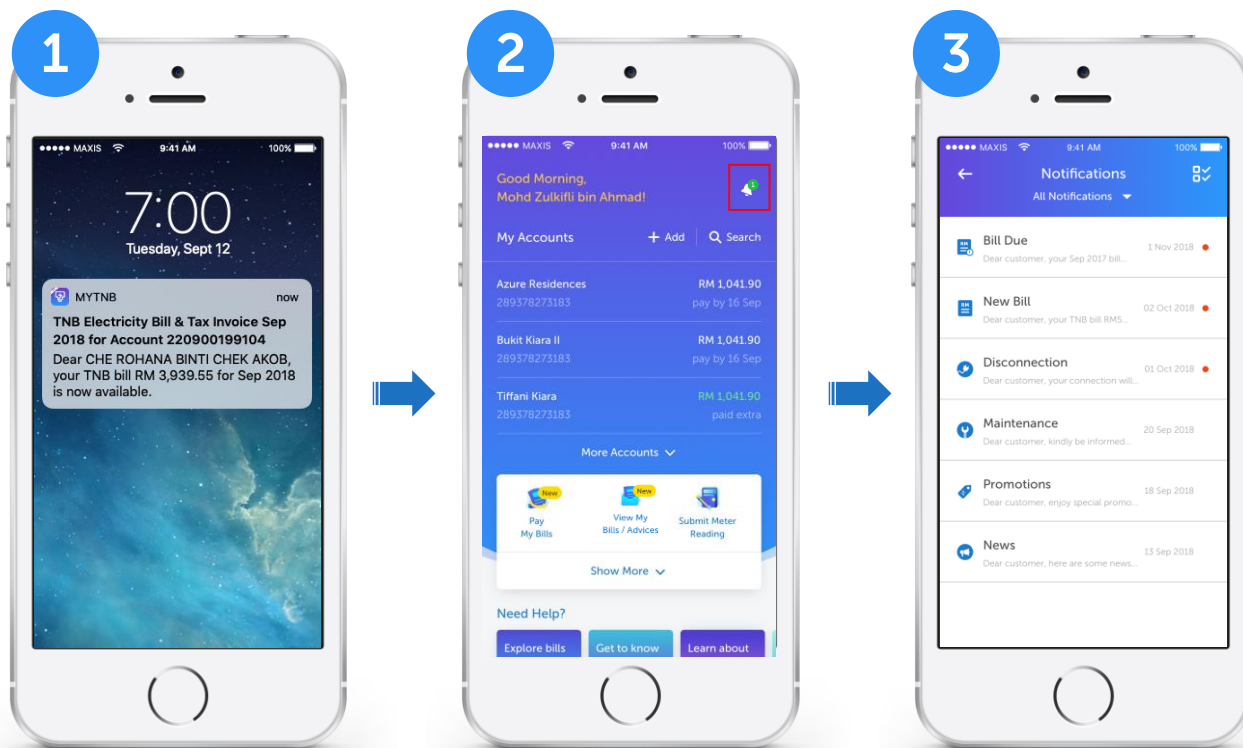 1
MAXIS 9:41 AM 100%
7:00
Tuesday, Sept 12
MYTNB now
TNB Electricity Bill & Tax Invoice Sep
2018 for Account 220900199104
Dear CHE ROHANA BINTI CHEK AKOB,
your TNB bill RM 3,939.55 for Sep 2018
is now available.
2
MAXIS 9:41 AM 100%
Good Morning,
Mohd Zulkifli bin Ahmad!
1
My Accounts + Add Search
Azure Residences RM 1,041.90
289378273183 pay by 16 Sep
Bukit Kiara II RM 1,041.90
289378273183 pay by 16 Sep
Tiffani Kiara RM 1,041.90
289378273183 paid extra
More Accounts
New New
Pay View My Submit Meter
My Bills Bills / Advices Reading
Show More
Need Help?
Explore bills Get to know Learn about
3
MAXIS 9:41 AM 100%
Notifications
All Notifications
Bill Due 1 Nov 2018
Dear customer, your Sep 2017 bill...
New Bill 02 Oct 2018
Dear customer, your TNB bill RM5...
Disconnection 01 Oct 2018
Dear customer, your connection will...
Maintenance 20 Sep 2018
Dear customer, kindly be informed...
Promotions 18 Sep 2018
Dear customer, enjoy special promo...
News 13 Sep 2018
Dear customer, here are some news...